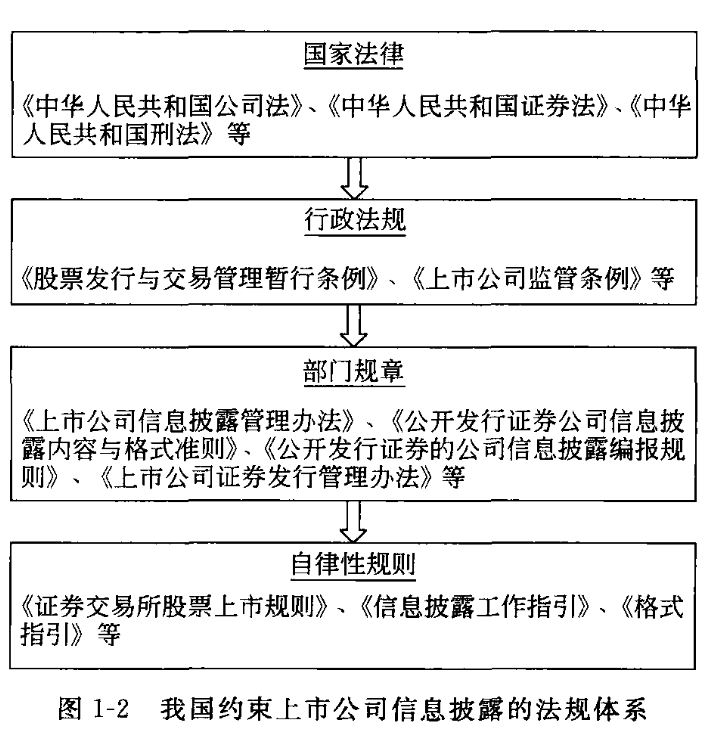 国家法律
《中华人民共和国公司法》、《中华人民共和国证券法》、《中华
人民共和国刑法》等
行政法规
《股票发行与交易管理暂行条例》、《上市公司监管条例》等
部门规章
《上市公司信息披露管理办法》、《公开发行证券公司信息披
露内容与格式准则》、《公开发行证券的公司信息披露编报规
则》、《上市公司证券发行管理办法》等
自律性规则
《证券交易所股票上市规则》、《信息披露工作指引》、《格式
指引》等
图 1-2 我国约束上市公司信息披露的法规体系